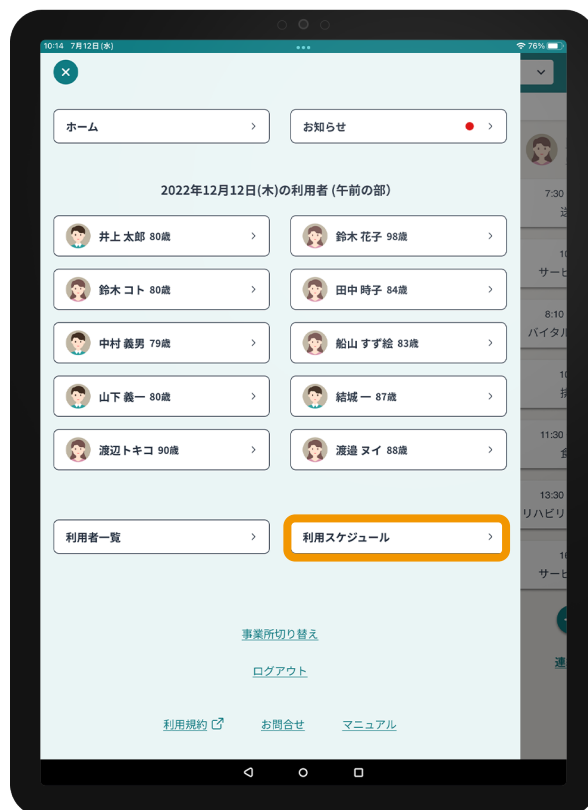 10:14 7月12日(水)
76%
ホーム
お知らせ
2022年12月12日(木)の利用者 (午前の部)
井上 太郎 80歳
鈴木 花子 98歳
鈴木 コト 80歳
田中 時子 84歳
中村 義男 79歳
船山 すず絵 83歳
山下 義一 80歳
結城 一 87歳
渡辺トキコ 90歳
渡邉 ヌイ 88歳
利用者一覧
利用スケジュール
事業所切り替え
ログアウト
利用規約
お問合せ
マニュアル
7:30
送
10
サービ
8:10
バイタル
10
11:30
食
13:30
リハビリ
16
サービ
連